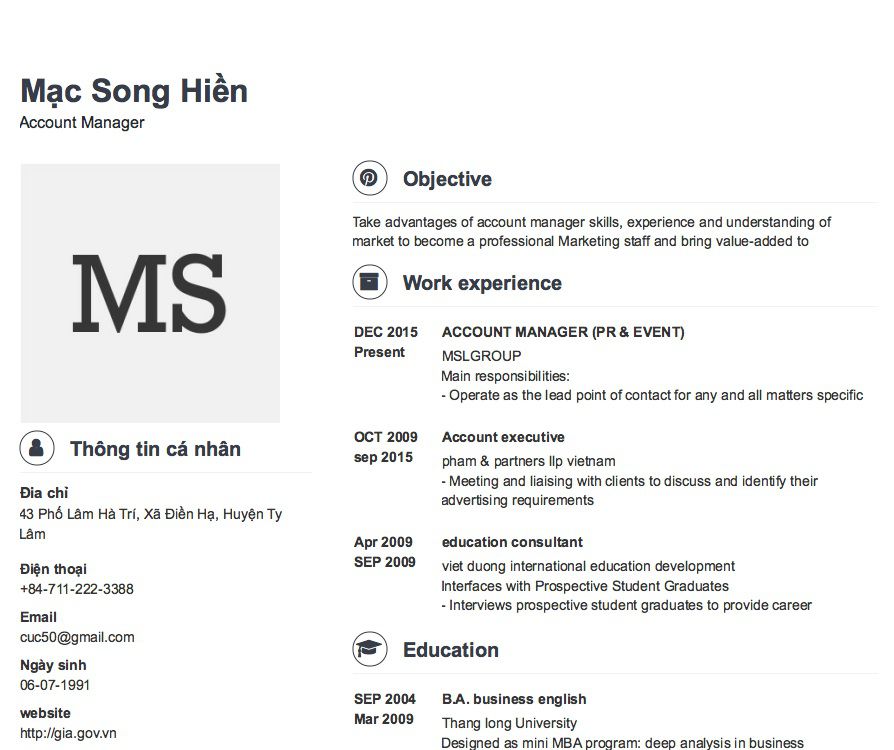 Mạc Song Hiền
Account Manager
MS
Thông tin cá nhân
Đia chỉ
43 Phố Lâm Hà Trí, Xã Điền Hạ, Huyện Ty
Lâm
Điện thoại
+84-711-222-3388
Email
cuc50@gmail.com
Ngày sinh
06-07-1991
website
http://gia.gov.vn
Objective
Take advantages of account manager skills, experience and understanding of
market to become a professional Marketing staff and bring value-added to
Work experience
DEC 2015 ACCOUNT MANAGER (PR & EVENT)
Present MSLGROUP
Main responsibilities:
- Operate as the lead point of contact for any and all matters specific
OCT 2009 Account executive
sep 2015 pham & partners llp vietnam
- Meeting and liaising with clients to discuss and identify their
advertising requirements
Apr 2009 education consultant
SEP 2009 viet duong international education development
Interfaces with Prospective Student Graduates
- Interviews prospective student graduates to provide career
Education
SEP 2004 B.A. business english
Mar 2009 Thang long University
Designed as mini MBA program: deep analysis in business